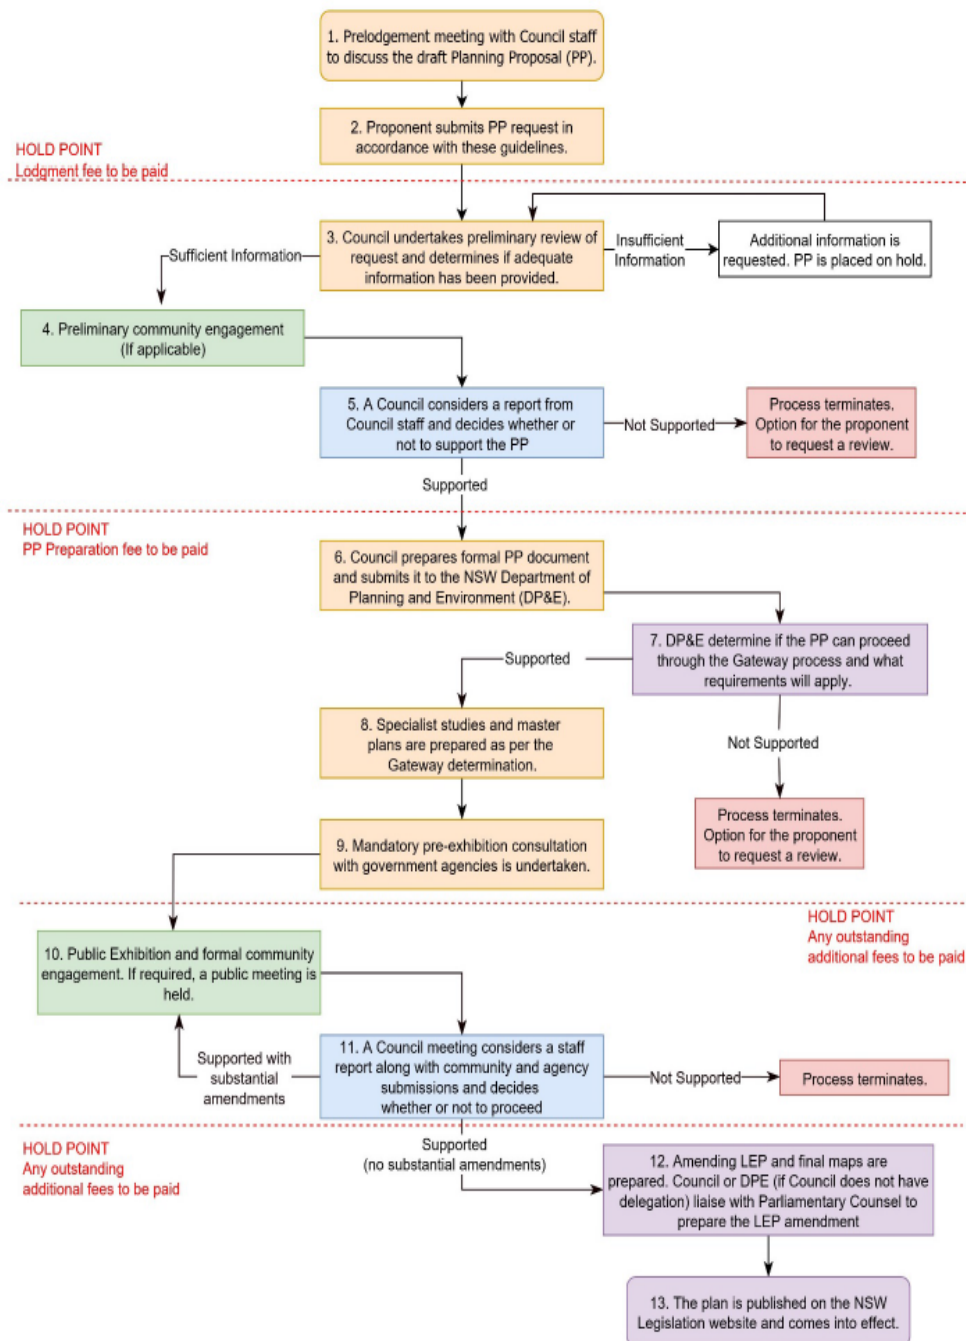 1. Prelodgement meeting with Council staff
to discuss the draft Planning Proposal (PP).
2. Proponent submits PP request in
accordance with these guidelines.
HOLD POINT
Lodgment fee to be paid
3. Council undertakes preliminary review of
request and determines if adequate
information has been provided.
Insufficient
Information
Additional information is
requested. PP is placed on hold.
Sufficient Information
4. Preliminary community engagement
(If applicable)
5. A Council considers a report from
Council staff and decides whether or
not to support the PP
Not Supported
Process terminates.
Option for the proponent
to request a review.
Supported
HOLD POINT
PP Preparation fee to be paid
6. Council prepares formal PP document
and submits it to the NSW Department of
Planning and Environment (DP&E).
7. DP&E determine if the PP can proceed
through the Gateway process and what
requirements will apply.
Supported
8. Specialist studies and master
plans are prepared as per the
Gateway determination.
Not Supported
Process terminates.
Option for the proponent
to request a review.
9. Mandatory pre-exhibition consultation
with government agencies is undertaken.
HOLD POINT
Any outstanding
additional fees to be paid
10. Public Exhibition and formal community
engagement. If required, a public meeting is
held.
Supported with
substantial
amendments
11. A Council meeting considers a staff
report along with community and agency
submissions and decides
whether or not to proceed
Not Supported
Process terminates.
HOLD POINT
Any outstanding
additional fees to be paid
Supported
(no substantial amendments)
12. Amending LEP and final maps are
prepared. Council or DPE (if Council does not have
delegation) liaise with Parliamentary Counsel to
prepare the LEP amendment
13. The plan is published on the NSW
Legislation website and comes into effect.